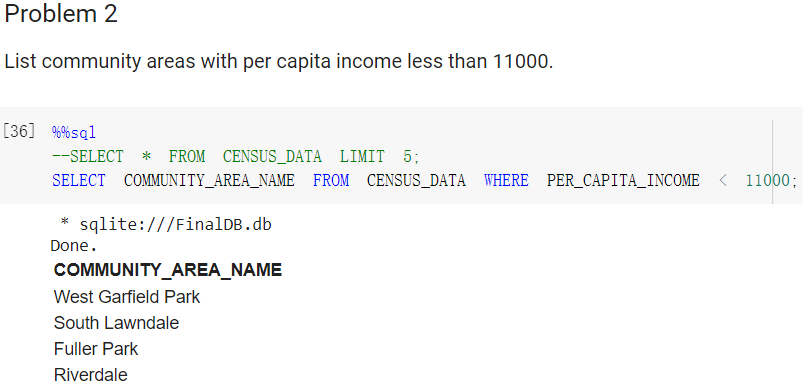 Problem 2
List community areas with per capita income less than 11000.
[36] %%sql
--SELECT * FROM CENSUS_DATA LIMIT 5;
SELECT COMMUNITY_AREA_NAME FROM CENSUS_DATA WHERE PER_CAPITA_INCOME < 11000;
* sqlite:///FinalDB.db
Done.
COMMUNITY_AREA_NAME
West Garfield Park
South Lawndale
Fuller Park
Riverdale